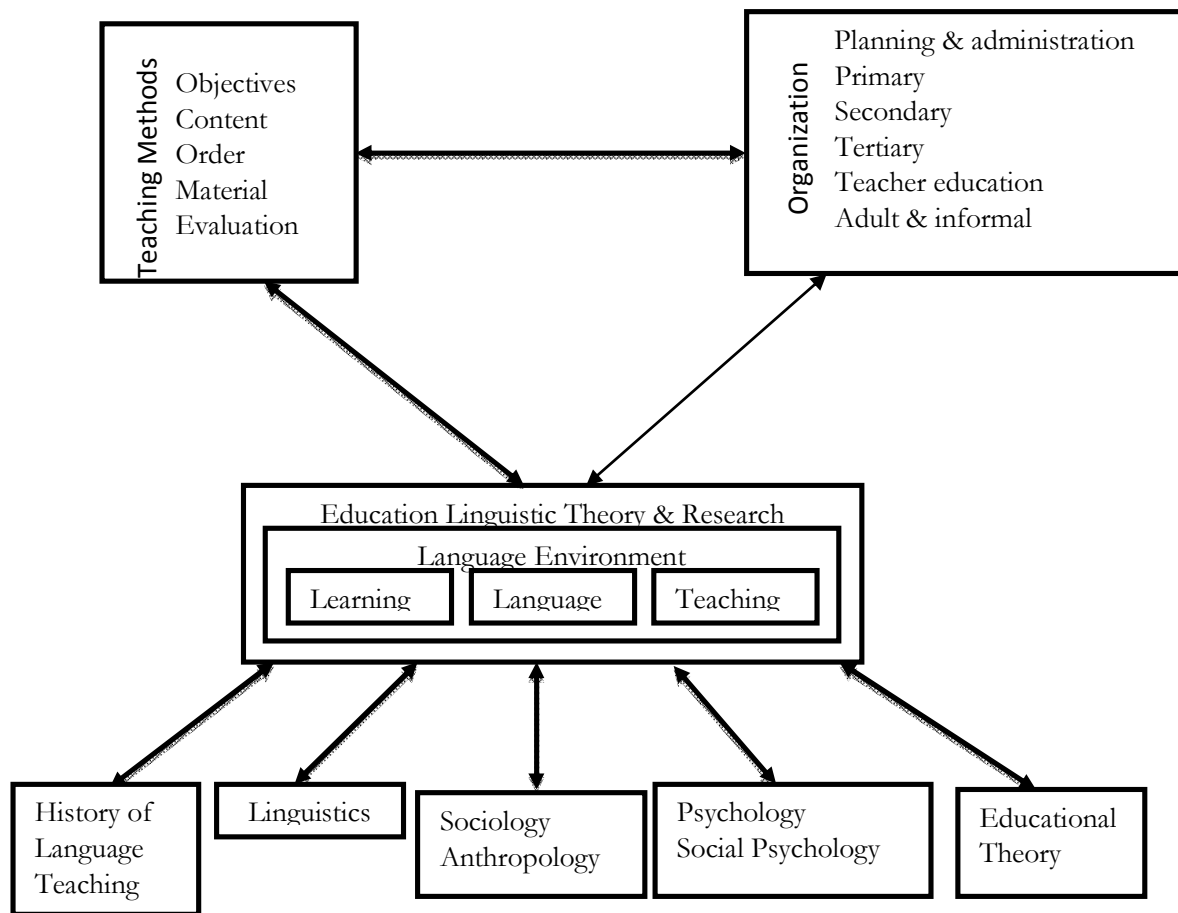 Teaching Methods
Objectives
Content
Order
Material
Evaluation
Organization
Planning & administration
Primary
Secondary
Tertiary
Teacher education
Adult & informal
Education Linguistic Theory & Research
Language Environment
Learning
Language
Teaching
History of
Language
Teaching
Linguistics
Sociology
Anthropology
Psychology
Social Psychology
Educational
Theory